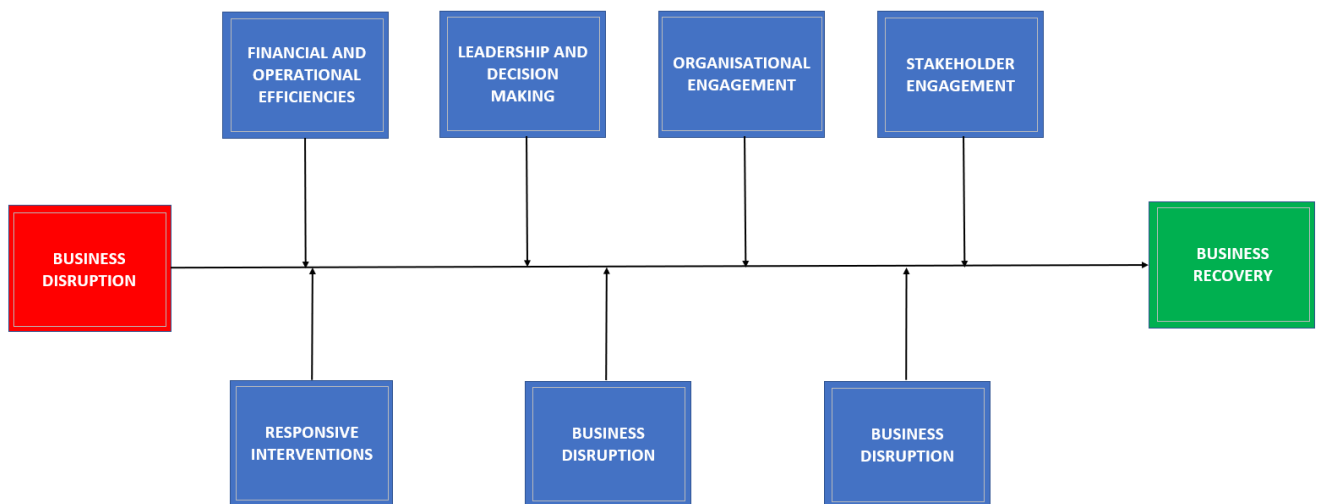 FINANCIAL AND
OPERATIONAL
EFFICIENCIES
LEADERSHIP AND
DECISION
MAKING
ORGANISATIONAL
ENGAGEMENT
STAKEHOLDER
ENGAGEMENT
BUSINESS
DISRUPTION
BUSINESS
RECOVERY
RESPONSIVE
INTERVENTIONS
BUSINESS
DISRUPTION
BUSINESS
DISRUPTION